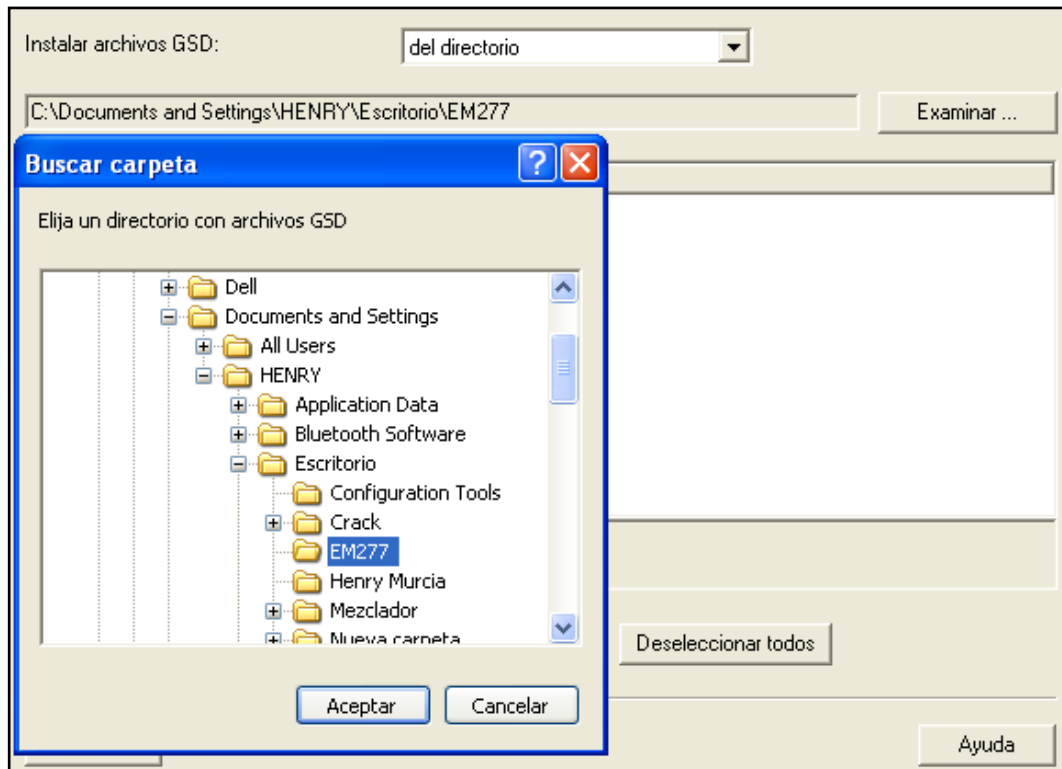 Instalar archivos GSD: del directorio
C:\Documents and Settings\HENRY\Escritorio\EM277 Examinar ...
Buscar carpeta
Elija un directorio con archivos GSD
Dell
Documents and Settings
All Users
HENRY
Application Data
Bluetooth Software
Escritorio
Configuration Tools
Crack
EM277
Henry Murcia
Mezclador
Nueva carpeta
Deseleccionar todos
Aceptar Cancelar
Ayuda